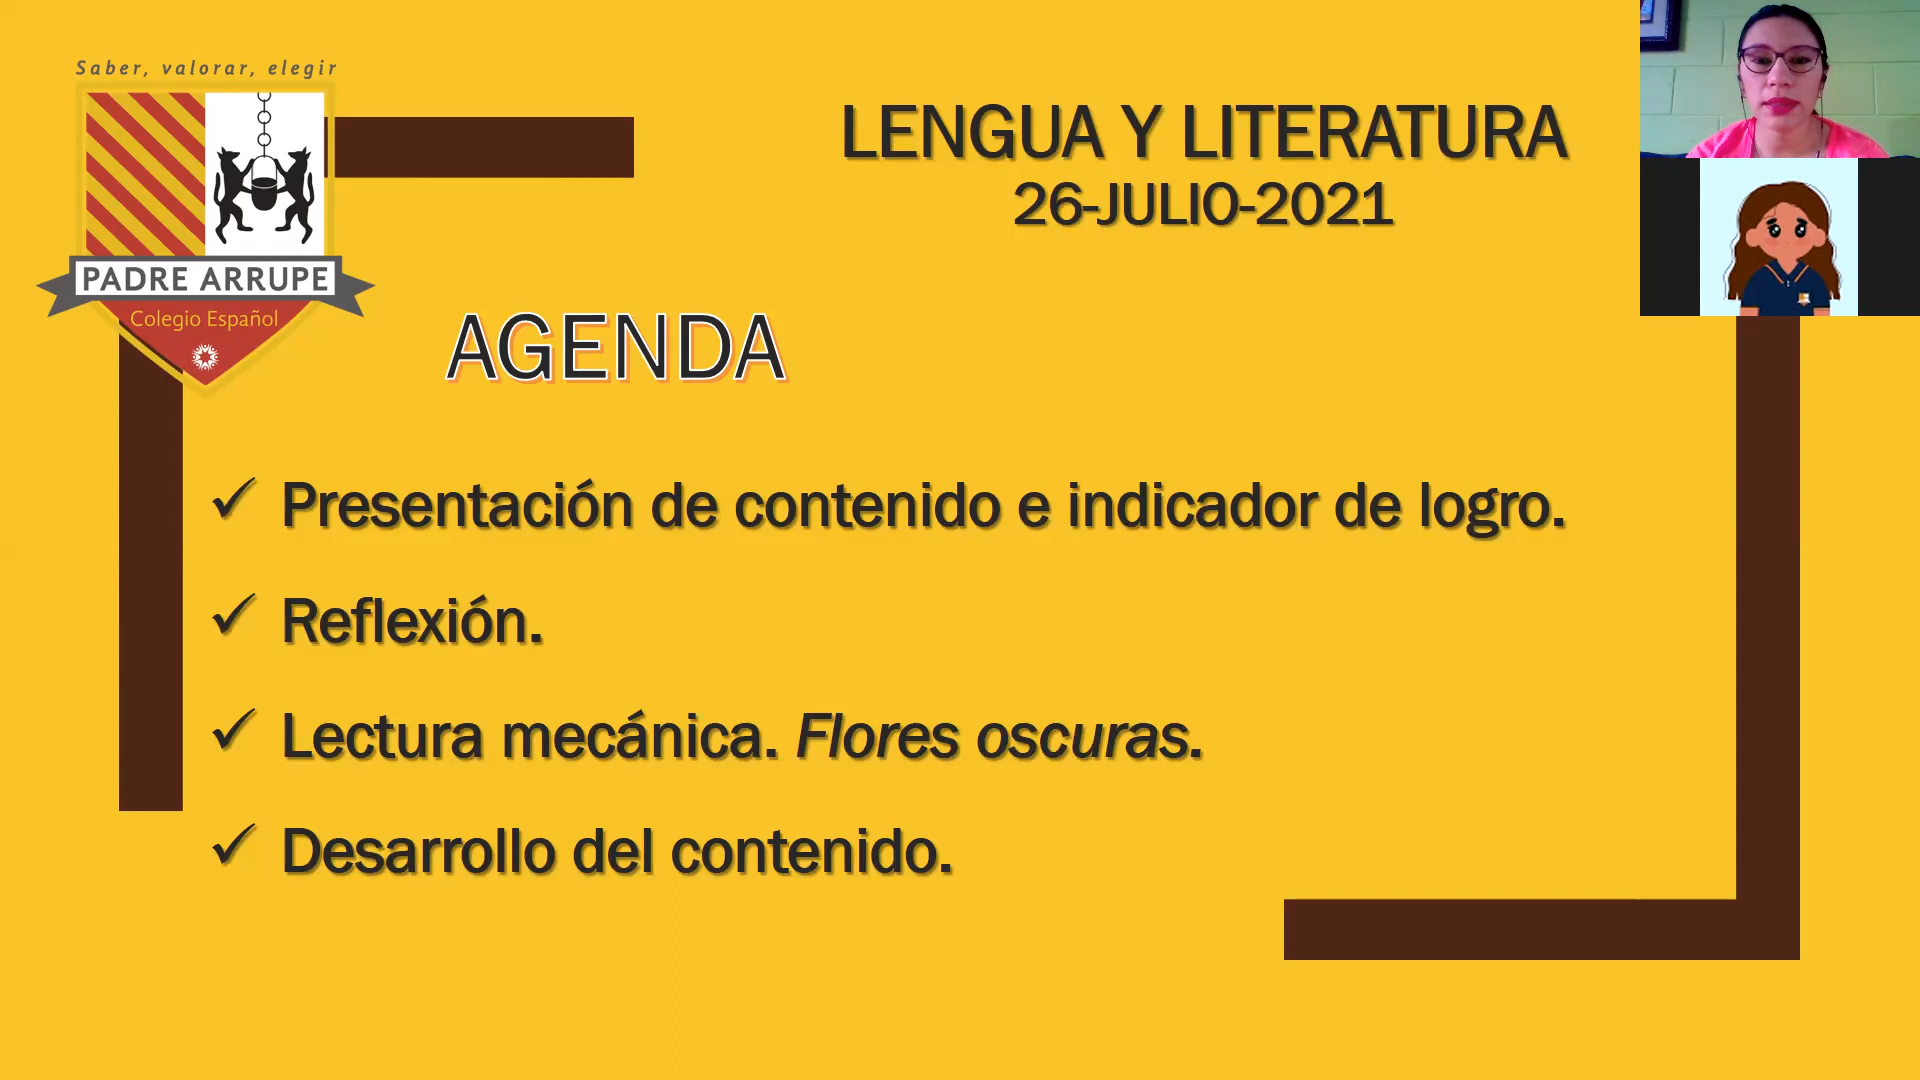 Saber, valorar, elegir
PADRE ARRUPE
Colegio Español
LENGUA Y LITERATURA
26-JULIO-2021
AGENDA
✓ Presentación de contenido e indicador de logro.
✓ Reflexión.
✓ Lectura mecánica. Flores oscuras.
✓ Desarrollo del contenido.